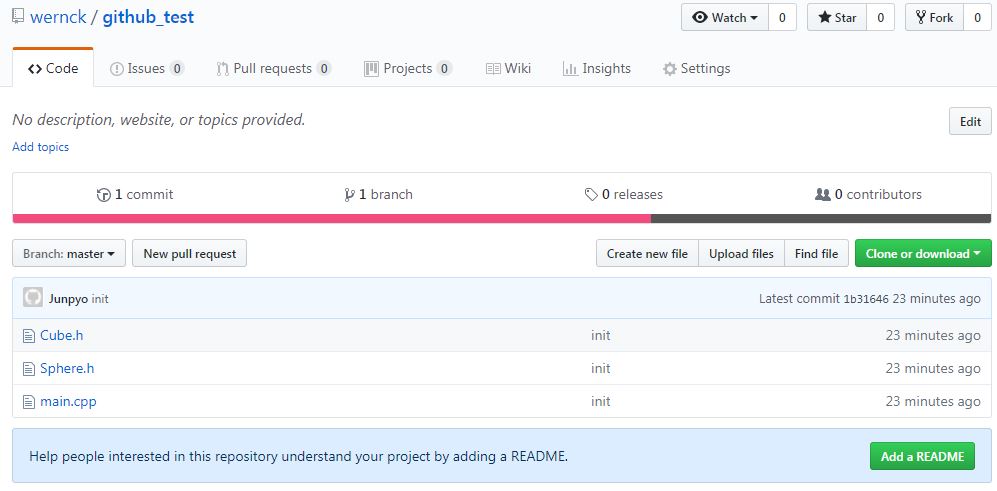 wernck / github_test
Watch 0 Star 0 Fork 0
Code Issues 0 Pull requests 0 Projects 0 Wiki Insights Settings
No description, website, or topics provided. Edit
Add topics
1 commit 1 branch 0 releases 0 contributors
Branch: master New pull request Create new file Upload files Find file Clone or download
Junpyo init Latest commit 1b31646 23 minutes ago
Cube.h init 23 minutes ago
Sphere.h init 23 minutes ago
main.cpp init 23 minutes ago
Help people interested in this repository understand your project by adding a README. Add a README